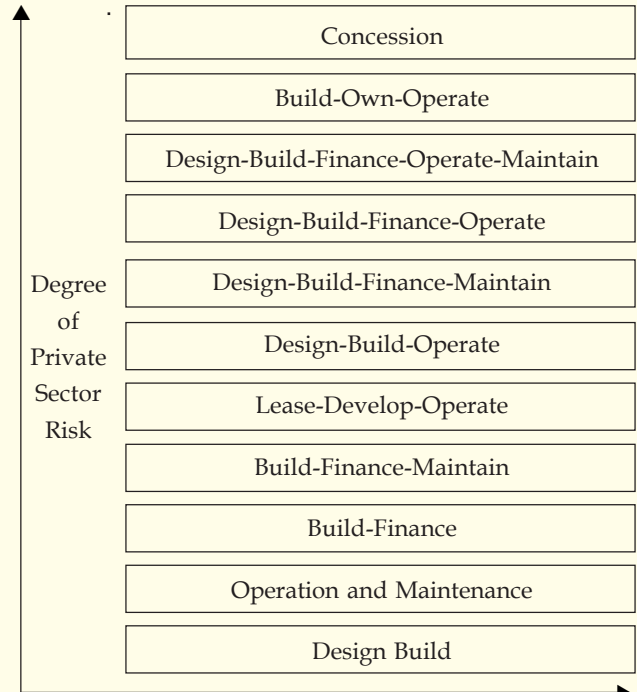 Concession
Build-Own-Operate
Design-Build-Finance-Operate-Maintain
Design-Build-Finance-Operate
Design-Build-Finance-Maintain
Design-Build-Operate
Lease-Develop-Operate
Build-Finance-Maintain
Build-Finance
Operation and Maintenance
Design Build
Degree
of
Private
Sector
Risk